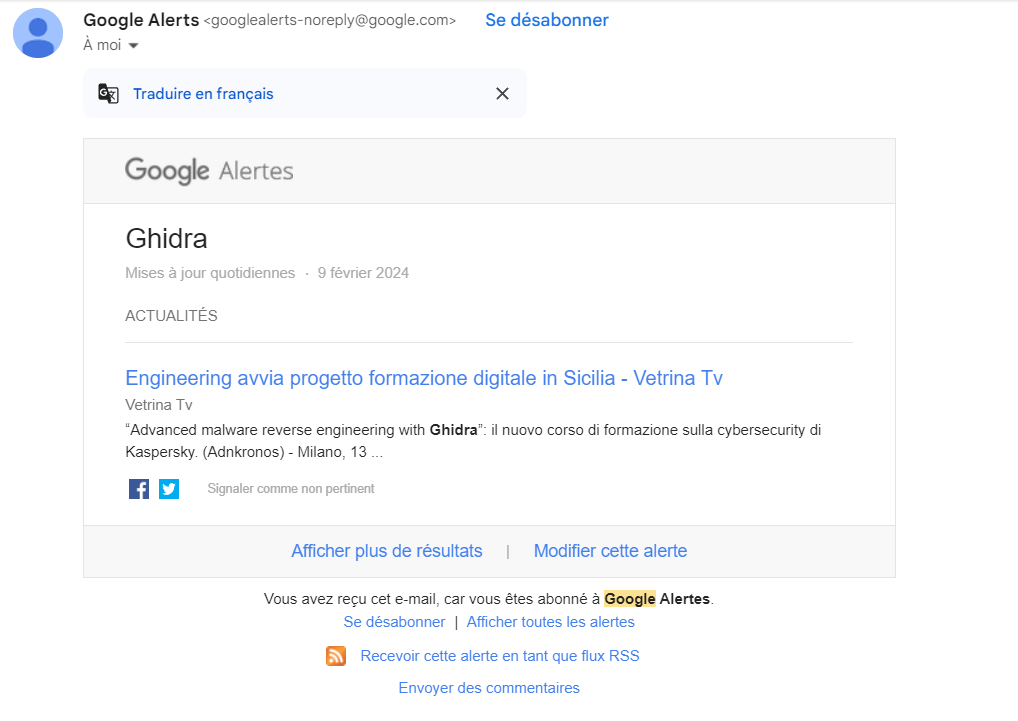 Google Alerts <googlealerts-noreply@google.com> Se désabonner
À moi
Traduire en français
Google Alertes
Ghidra
Mises à jour quotidiennes · 9 février 2024
ACTUALITÉS
Engineering avvia progetto formazione digitale in Sicilia - Vetrina Tv
Vetrina Tv
“Advanced malware reverse engineering with Ghidra”: il nuovo corso di formazione sulla cybersecurity di
Kaspersky. (Adnkronos) - Milano, 13 ...
Signaler comme non pertinent
Afficher plus de résultats | Modifier cette alerte
Vous avez reçu cet e-mail, car vous êtes abonné à Google Alertes.
Se désabonner | Afficher toutes les alertes
Recevoir cette alerte en tant que flux RSS
Envoyer des commentaires